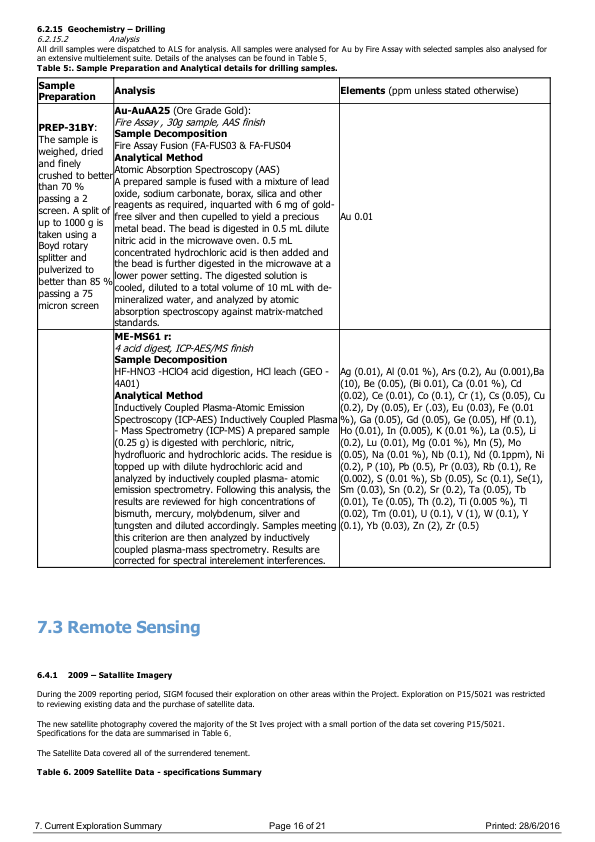 6.2.15 Geochemistry – Drilling
6.2.15.2 Analysis
All drill samples were dispatched to ALS for analysis. All samples were analysed for Au by Fire Assay with selected samples also analysed for
an extensive multielement suite. Details of the analyses can be found in Table 5,
Table 5:. Sample Preparation and Analytical details for drilling samples.
Sample
Preparation
Analysis
Elements (ppm unless stated otherwise)
PREP-31BY:
The sample is
weighed, dried
and finely
crushed to better
than 70 %
passing a 2
screen. A split of
up to 1000 g is
taken using a
Boyd rotary
splitter and
pulverized to
better than 85 %
passing a 75
micron screen
Au-AuAA25 (Ore Grade Gold):
Fire Assay , 30g sample, AAS finish
Sample Decomposition
Fire Assay Fusion (FA-FUS03 & FA-FUS04
Analytical Method
Atomic Absorption Spectroscopy (AAS)
A prepared sample is fused with a mixture of lead
oxide, sodium carbonate, borax, silica and other
reagents as required, inquarted with 6 mg of gold-
free silver and then cupelled to yield a precious
metal bead. The bead is digested in 0.5 mL dilute
nitric acid in the microwave oven. 0.5 mL
concentrated hydrochloric acid is then added and
the bead is further digested in the microwave at a
lower power setting. The digested solution is
cooled, diluted to a total volume of 10 mL with de-
mineralized water, and analyzed by atomic
absorption spectroscopy against matrix-matched
standards.
Au 0.01
ME-MS61 r:
4 acid digest, ICP-AES/MS finish
Sample Decomposition
HF-HNO3 -HClO4 acid digestion, HCl leach (GEO -
4A01)
Analytical Method
Inductively Coupled Plasma-Atomic Emission
Spectroscopy (ICP-AES) Inductively Coupled Plasma
- Mass Spectrometry (ICP-MS) A prepared sample
(0.25 g) is digested with perchloric, nitric,
hydrofluoric and hydrochloric acids. The residue is
topped up with dilute hydrochloric acid and
analyzed by inductively coupled plasma- atomic
emission spectrometry. Following this analysis, the
results are reviewed for high concentrations of
bismuth, mercury, molybdenum, silver and
tungsten and diluted accordingly. Samples meeting
this criterion are then analyzed by inductively
coupled plasma-mass spectrometry. Results are
corrected for spectral interelement interferences.
Ag (0.01), Al (0.01 %), Ars (0.2), Au (0.001),Ba
(10), Be (0.05), (Bi 0.01), Ca (0.01 %), Cd
(0.02), Ce (0.01), Co (0.1), Cr (1), Cs (0.05), Cu
(0.2), Dy (0.05), Er (.03), Eu (0.03), Fe (0.01
%), Ga (0.05), Gd (0.05), Ge (0.05), Hf (0.1),
Ho (0.01), In (0.005), K (0.01 %), La (0.5), Li
(0.2), Lu (0.01), Mg (0.01 %), Mn (5), Mo
(0.05), Na (0.01 %), Nb (0.1), Nd (0.1ppm), Ni
(0.2), P (10), Pb (0.5), Pr (0.03), Rb (0.1), Re
(0.002), S (0.01 %), Sb (0.05), Sc (0.1), Se(1),
Sm (0.03), Sn (0.2), Sr (0.2), Ta (0.05), Tb
(0.01), Te (0.05), Th (0.2), Ti (0.005 %), Tl
(0.02), Tm (0.01), U (0.1), V (1), W (0.1), Y
(0.1), Yb (0.03), Zn (2), Zr (0.5)
7.3 Remote Sensing
6.4.1 2009 – Satallite Imagery
During the 2009 reporting period, SIGM focused their exploration on other areas within the Project. Exploration on P15/5021 was restricted
to reviewing existing data and the purchase of satellite data.
The new satellite photography covered the majority of the St Ives project with a small portion of the data set covering P15/5021.
Specifications for the data are summarised in Table 6,
The Satellite Data covered all of the surrendered tenement.
Table 6. 2009 Satellite Data - specifications Summary
7. Current Exploration Summary Page 16 of 21 Printed: 28/6/2016